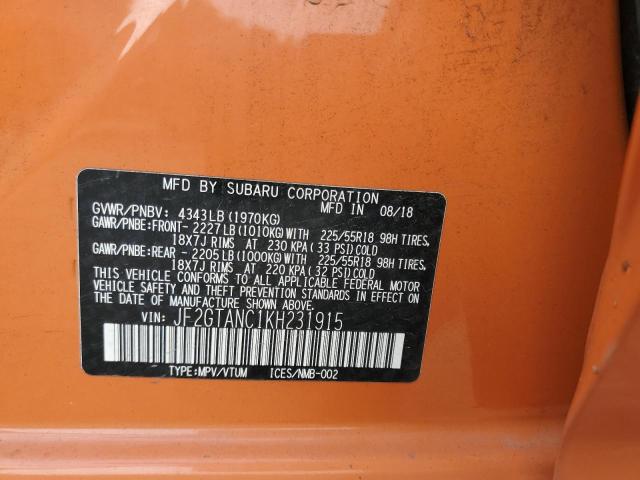 MFD BY SUBARU CORPORATION
MFD IN 08/18
GVWR/PNBV: 4343LB (1970KG)
GAWR/PNBE:FRONT- 2227LB (1010KG) WITH 225/55R18 98H TIRES,
18X7J RIMS AT 230 KPA (33 PSI) COLD
GAWR/PNBE:REAR - 2205LB (1000KG) WITH 225/55R18 98H TIRES,
18X7J RIMS AT 220 KPA (32 PSI) COLD
THIS VEHICLE CONFORMS TO ALL APPLICABLE FEDERAL MOTOR
VEHICLE SAFETY AND THEFT PREVENTION STANDARDS IN EFFECT
ON THE DATE OF MANUFACTURE SHOWN ABOVE.
VIN: JF2GTANC1KH231915
TYPE:MPV/VTUM ICES/NMB-002